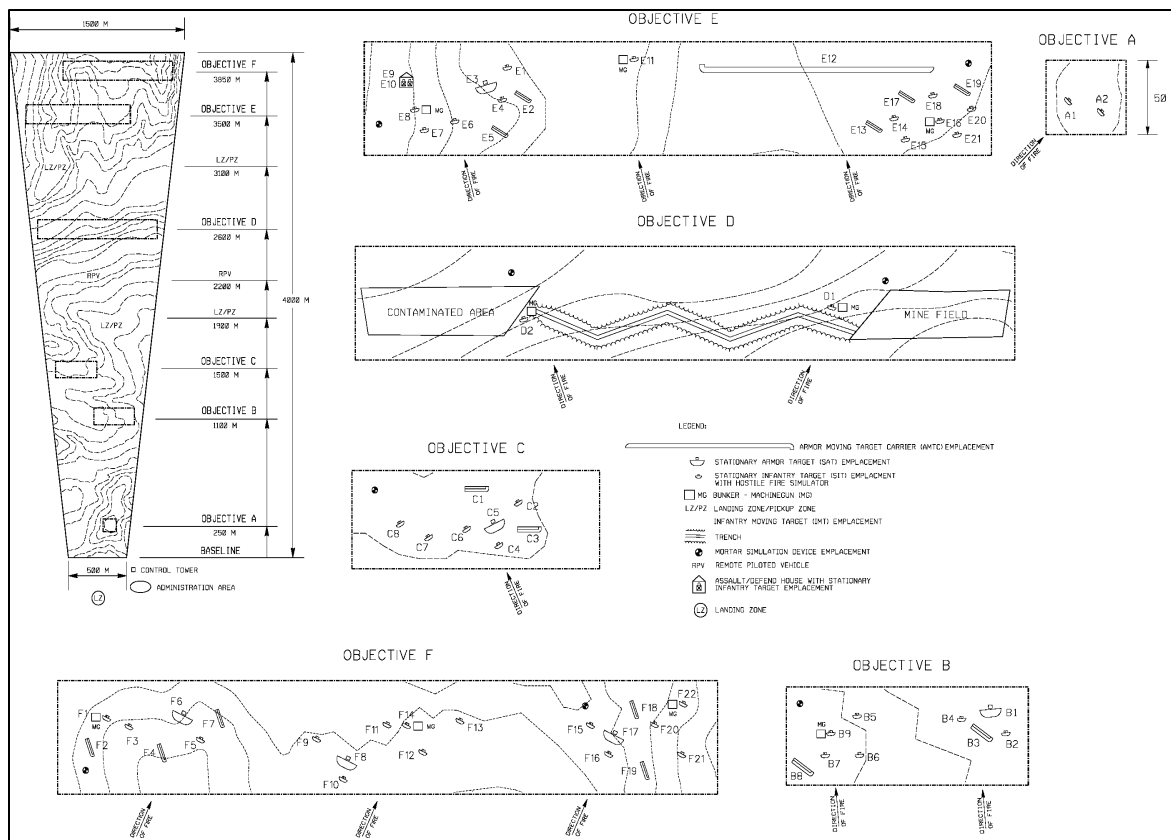 1500 M
OBJECTIVE F
3850 M
OBJECTIVE E
3500 M
LZ/PZ
LZ/PZ
3100 M
OBJECTIVE D
2600 M
RPV
RPV
2200 M
4000 M
LZ/PZ
LZ/PZ
1900 M
OBJECTIVE C
1500 M
OBJECTIVE B
1100 M
OBJECTIVE A
250 M
BASELINE
500 M
CONTROL TOWER
ADMINISTRATION AREA
LZ
OBJECTIVE E
E1
E2
E3
E4
E5
E6
E7
E8
E9
E10
MG
MG
E11
E12
E13
E14
E15
E16
MG
E17
E18
E19
E20
E21
DIRECTION
OF FIRE
DIRECTION
OF FIRE
DIRECTION
OF FIRE
OBJECTIVE A
A1
A2
50
DIRECTION
OF FIRE
OBJECTIVE D
CONTAMINATED AREA
MG
D2
D1
MG
MINE FIELD
DIRECTION
OF FIRE
DIRECTION
OF FIRE
OBJECTIVE C
C1
C2
C3
C4
C5
C6
C7
C8
DIRECTION
OF FIRE
LEGEND:
ARMOR MOVING TARGET CARRIER (AMTC) EMPLACEMENT
STATIONARY ARMOR TARGET (SAT) EMPLACEMENT
STATIONARY INFANTRY TARGET (SIT) EMPLACMENT
WITH HOSTILE FIRE SIMULATOR
MG BUNKER - MACHINEGUN (MG)
LZ/PZ LANDING ZONE/PICKUP ZONE
INFANTRY MOVING TARGET (IMT) EMPLACEMENT
TRENCH
MORTAR SIMULATION DEVICE EMPLACEMENT
RPV REMOTE PILOTED VEHICLE
ASSAULT/DEFEND HOUSE WITH STATIONARY
INFANTRY TARGET EMPLACEMENT
LZ LANDING ZONE
OBJECTIVE F
F1
MG
F2
F3
F4
F5
F6
F7
F8
F9
F10
F11
F12
F13
F14
MG
F15
F16
F17
F18
F19
F20
F21
F22
MG
DIRECTION
OF FIRE
DIRECTION
OF FIRE
DIRECTION
OF FIRE
OBJECTIVE B
B1
B2
B3
B4
B5
B6
B7
B8
B9
MG
DIRECTION
OF FIRE
DIRECTION
OF FIRE